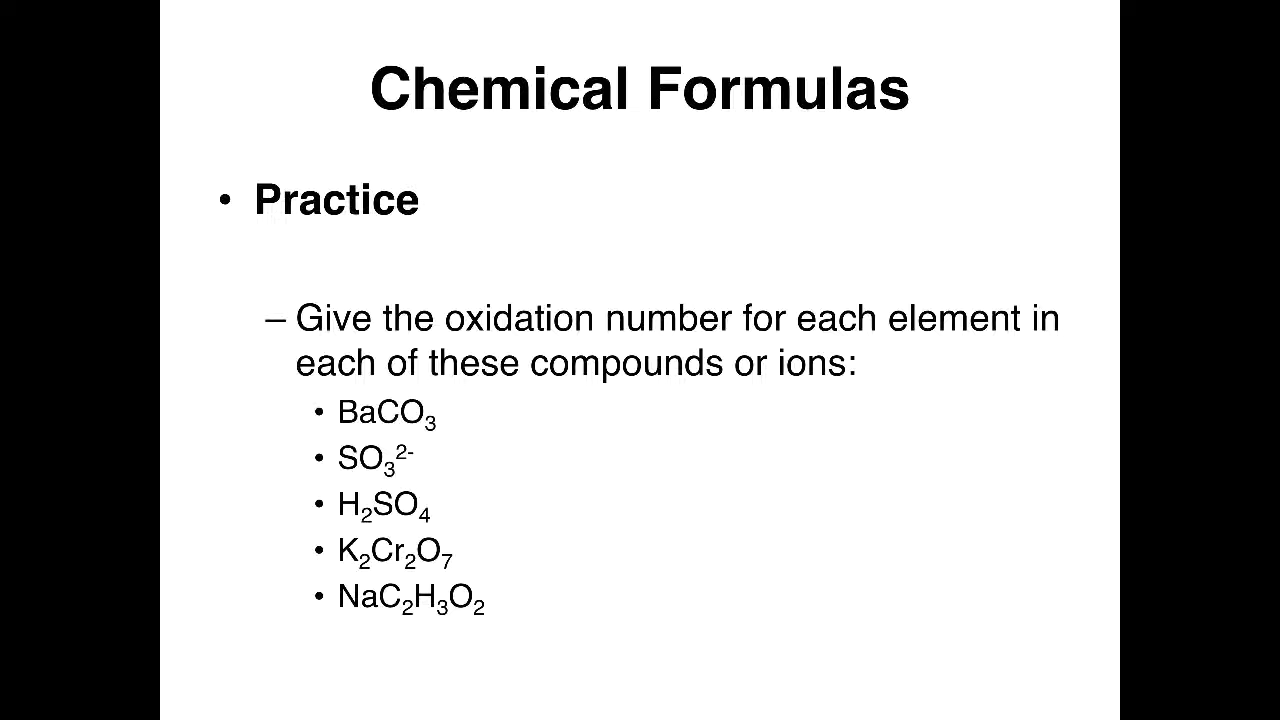 Chemical Formulas
• Practice
– Give the oxidation number for each element in
each of these compounds or ions:
• BaCO₃
• SO₃²⁻
• H₂SO₄
• K₂Cr₂O₇
• NaC₂H₃O₂